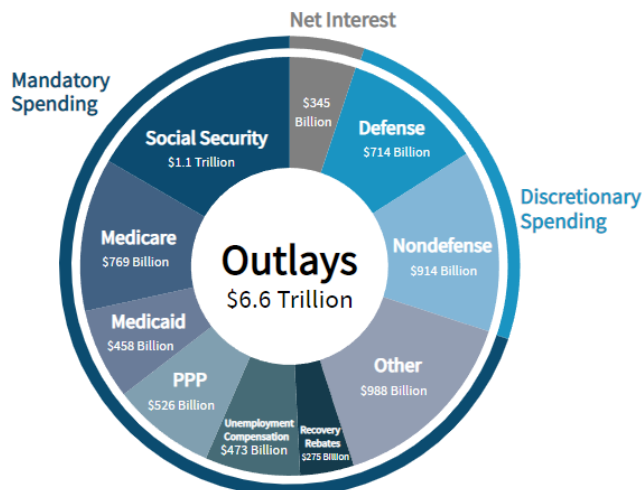 Net Interest
$345
Billion
Mandatory
Spending
Social Security
$1.1 Trillion
Defense
$714 Billion
Discretionary
Spending
Medicare
$769 Billion
Nondefense
$914 Billion
Outlays
$6.6 Trillion
Medicaid
$458 Billion
Other
$988 Billion
PPP
$526 Billion
Unemployment
Compensation
$473 Billion
Recovery
Rebates
$275 Billion